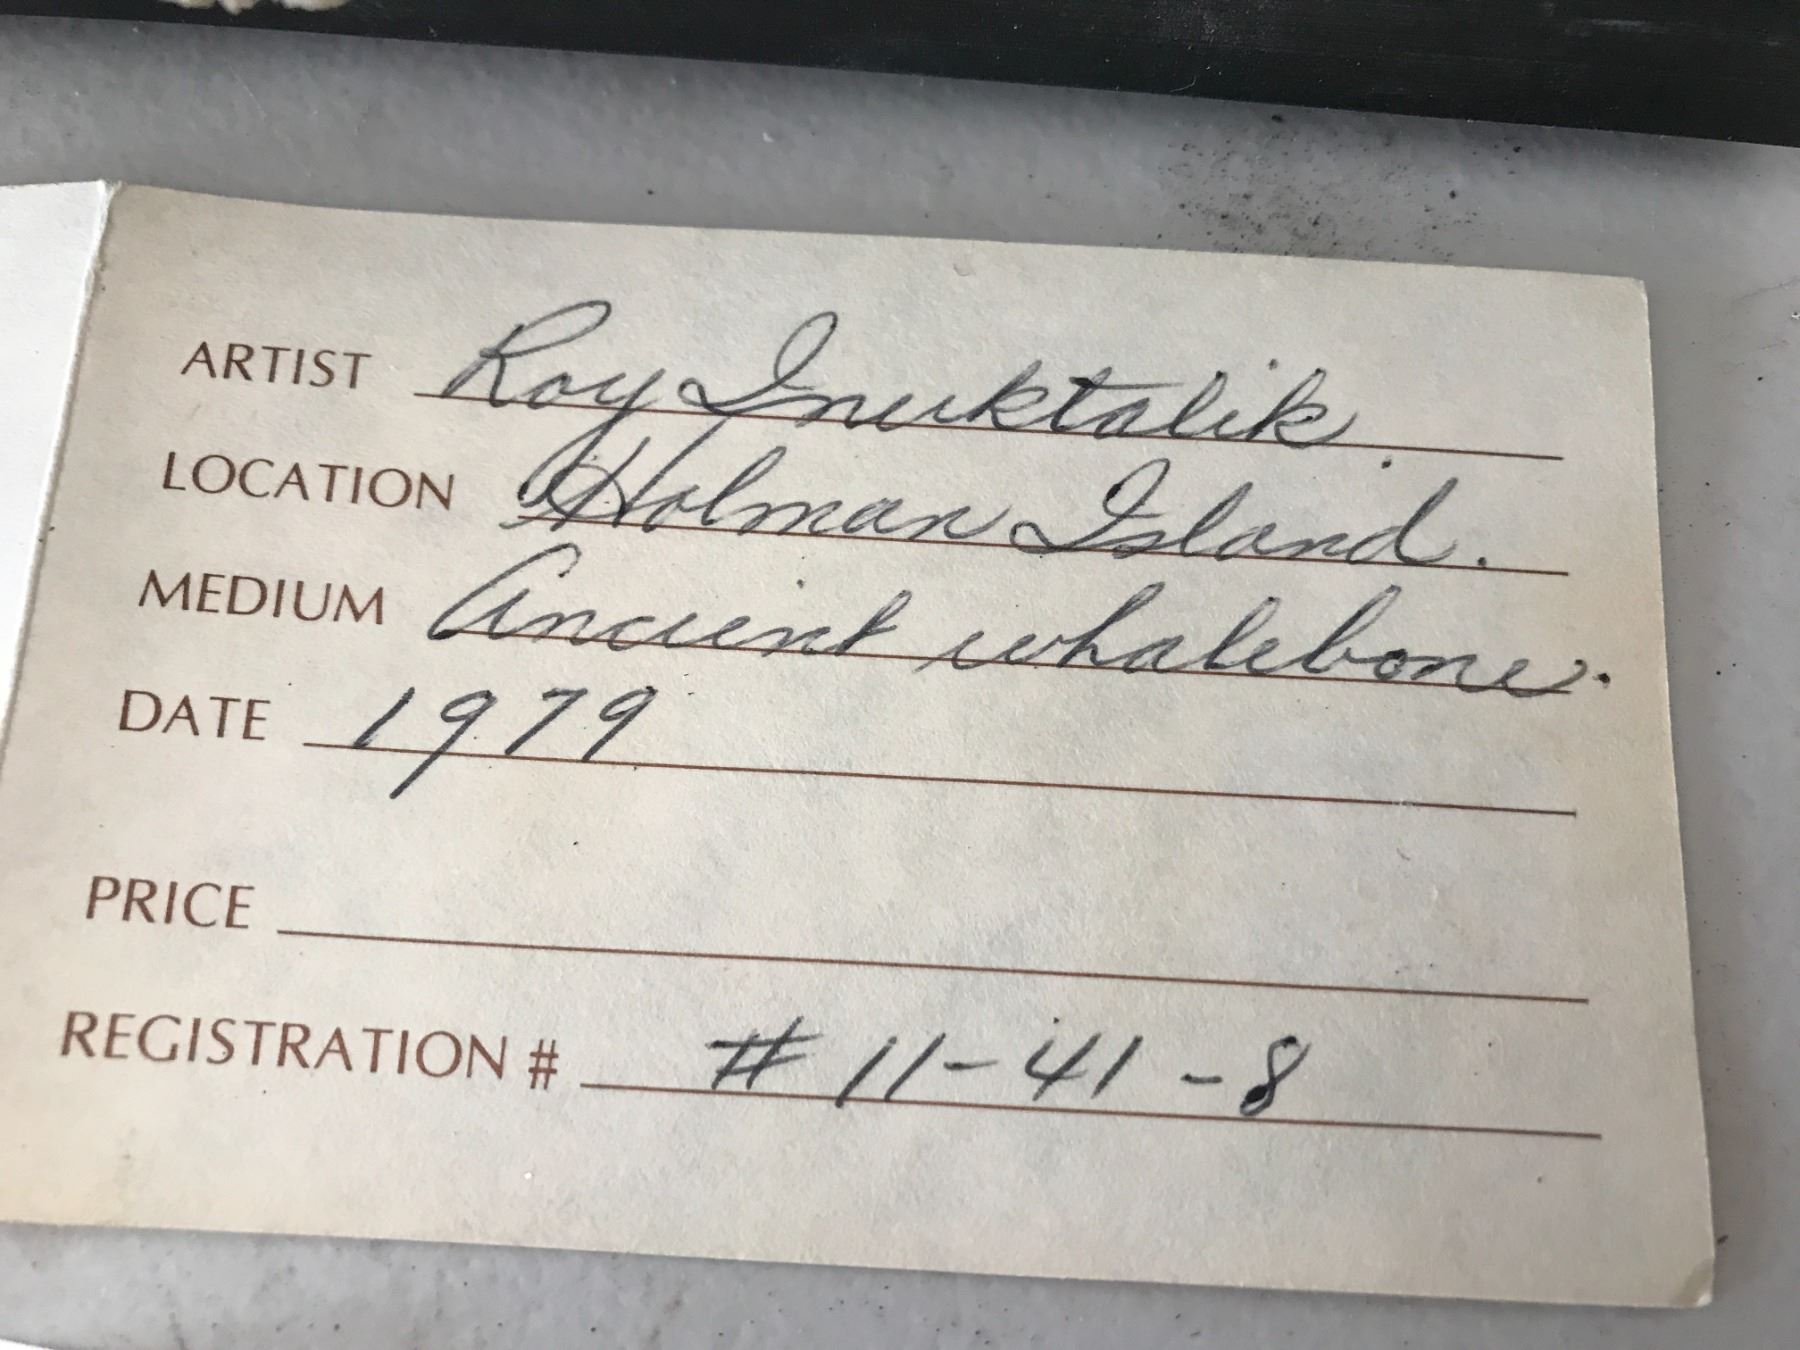 ARTIST Roy Inuktalik.
LOCATION Holman Island.
MEDIUM Ancient whalebone.
DATE 1979
PRICE
REGISTRATION # # 11-41-8